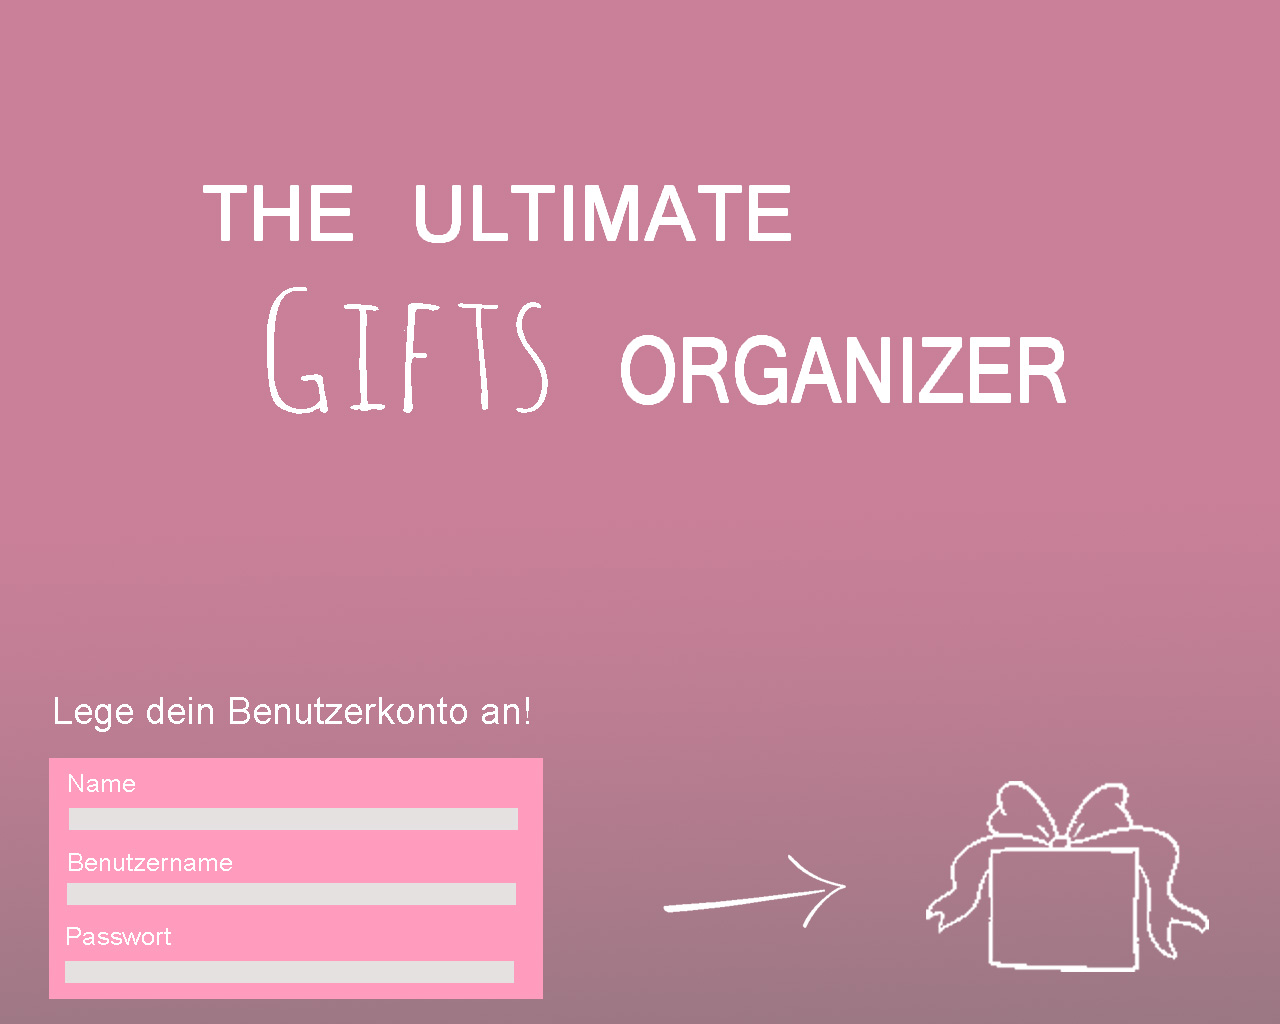 THE ULTIMATE
GIFTS ORGANIZER
Lege dein Benutzerkonto an!
Name
Benutzername
Passwort